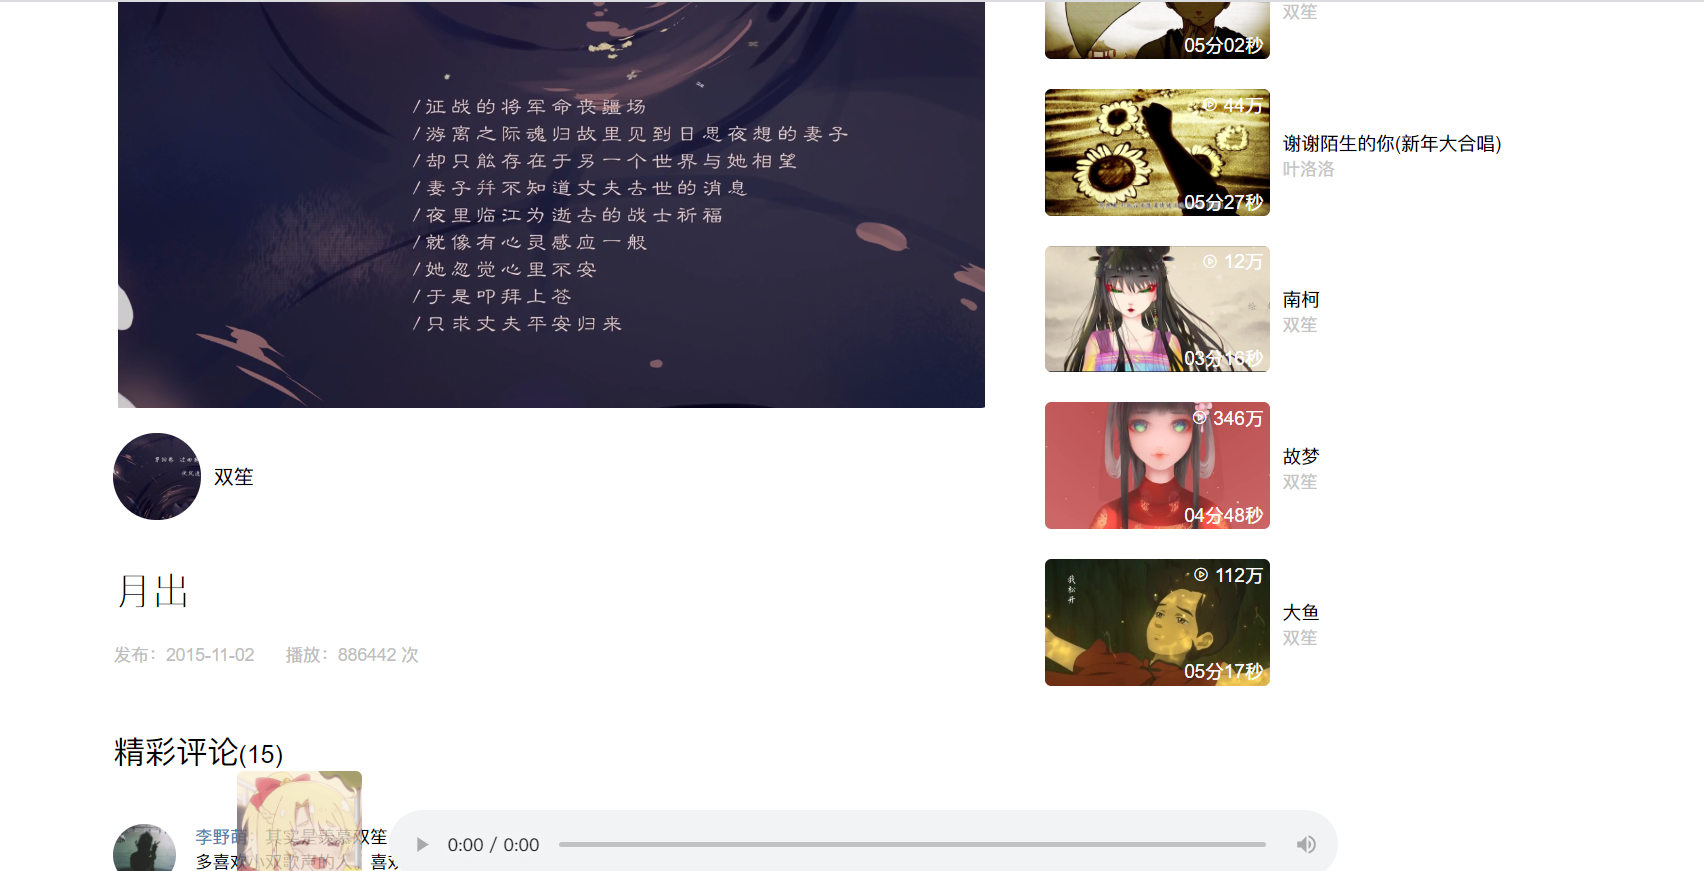 /征战的将军命丧疆场
/游离之际魂归故里见到日思夜想的妻子
/却只能存在于另一个世界与她相望
/妻子并不知道丈夫去世的消息
/夜里临江为逝去的战士祈福
/就像有心灵感应一般
/她忽觉心里不安
/于是叩拜上苍
/只求丈夫平安归来
双笙
月出
发布：2015-11-02 播放：886442 次
精彩评论(15)
李野萌：其实是羡慕双笙
多喜欢小双歌声的人，喜欢
0:00 / 0:00
双笙
05分02秒
44万
05分27秒
谢谢陌生的你(新年大合唱)
叶洛洛
12万
03分16秒
南柯
双笙
346万
04分48秒
故梦
双笙
112万
我松开
05分17秒
大鱼
双笙